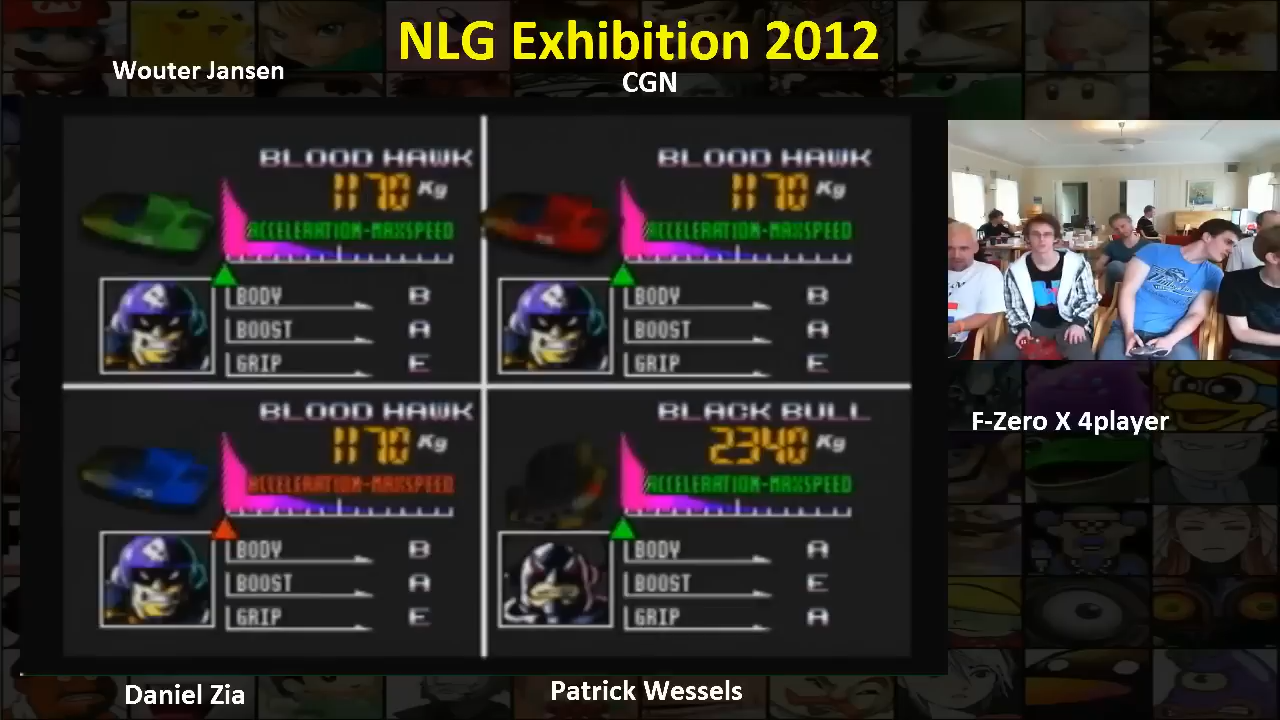 NLG Exhibition 2012
Wouter Jansen
CGN
BLOOD HAWK
1170 Kg
ACCELERATION-MAXSPEED
BODY B
BOOST A
GRIP E
BLOOD HAWK
1170 Kg
ACCELERATION-MAXSPEED
BODY B
BOOST A
GRIP E
BLOOD HAWK
1170 Kg
ACCELERATION-MAXSPEED
BODY B
BOOST A
GRIP E
BLACK BULL
2340 Kg
ACCELERATION-MAXSPEED
BODY A
BOOST E
GRIP A
F-Zero X 4player
Daniel Zia
Patrick Wessels